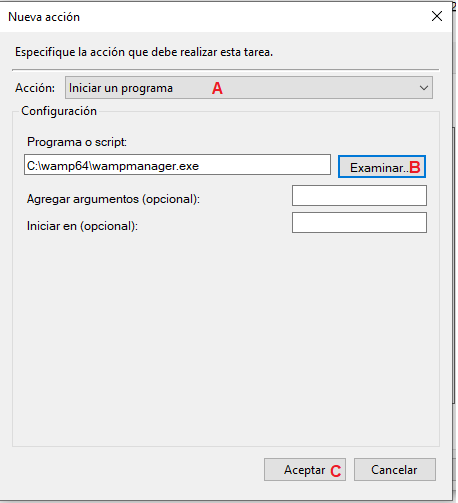 Nueva acción
Especifique la acción que debe realizar esta tarea.
Acción: Iniciar un programa A
Configuración
Programa o script:
C:\wamp64\wampmanager.exe Examinar... B
Agregar argumentos (opcional):
Iniciar en (opcional):
Aceptar C Cancelar